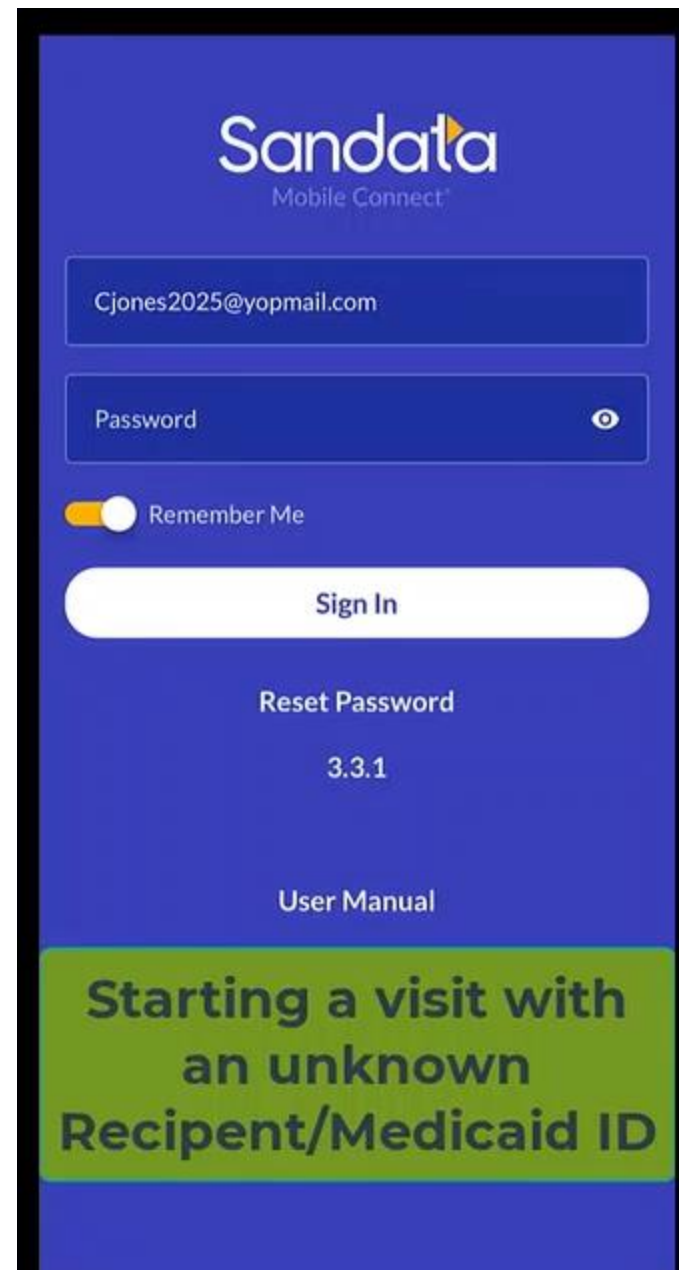 Sandata
Mobile Connect
Cjones2025@yopmail.com
Password
Remember Me
Sign In
Reset Password
3.3.1
User Manual
Starting a visit with
an unknown
Recipent/Medicaid ID